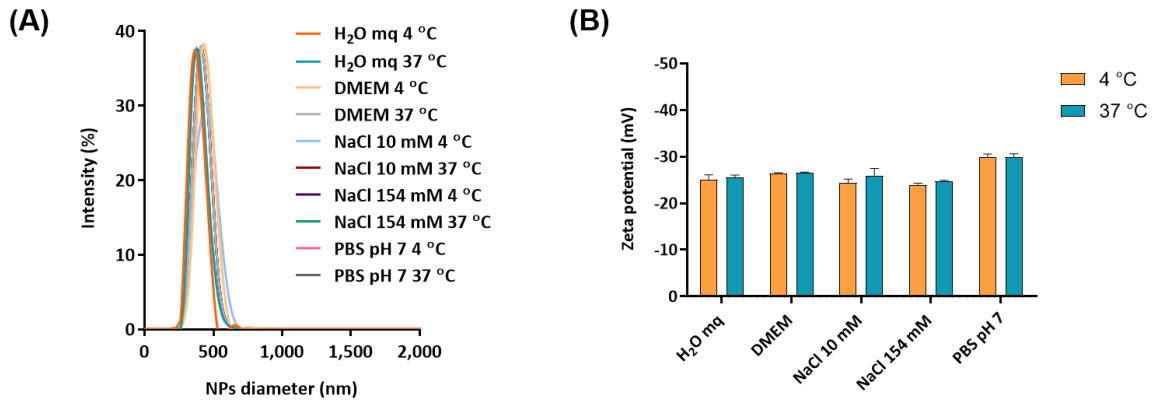 (A)
Intensity (%)
40
30
20
10
0
0
500
1,000
1,500
2,000
NPs diameter (nm)
H₂O mq 4 °C
H₂O mq 37 °C
DMEM 4 °C
DMEM 37 °C
NaCl 10 mM 4 °C
NaCl 10 mM 37 °C
NaCl 154 mM 4 °C
NaCl 154 mM 37 °C
PBS pH 7 4 °C
PBS pH 7 37 °C
(B)
Zeta potential (mV)
-50
-40
-30
-20
-10
0
H₂O mq
DMEM
NaCl 10 mM
NaCl 154 mM
PBS pH 7
4 °C
37 °C